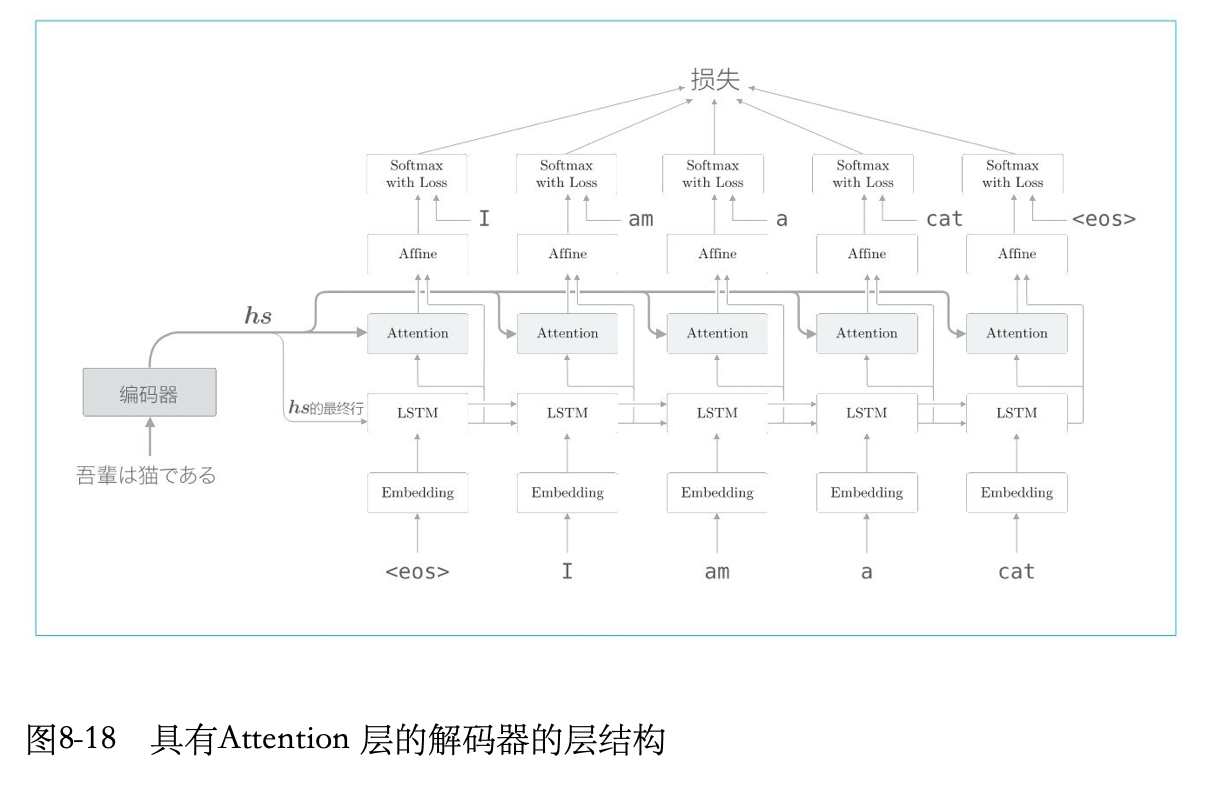 损失
Softmax with Loss
Softmax with Loss
Softmax with Loss
Softmax with Loss
Softmax with Loss
I
am
a
cat
<eos>
Affine
Affine
Affine
Affine
Affine
hs
Attention
Attention
Attention
Attention
Attention
编码器
hs的最终行
LSTM
LSTM
LSTM
LSTM
LSTM
吾輩は猫である
Embedding
Embedding
Embedding
Embedding
Embedding
<eos>
I
am
a
cat
图8-18 具有Attention 层的解码器的层结构